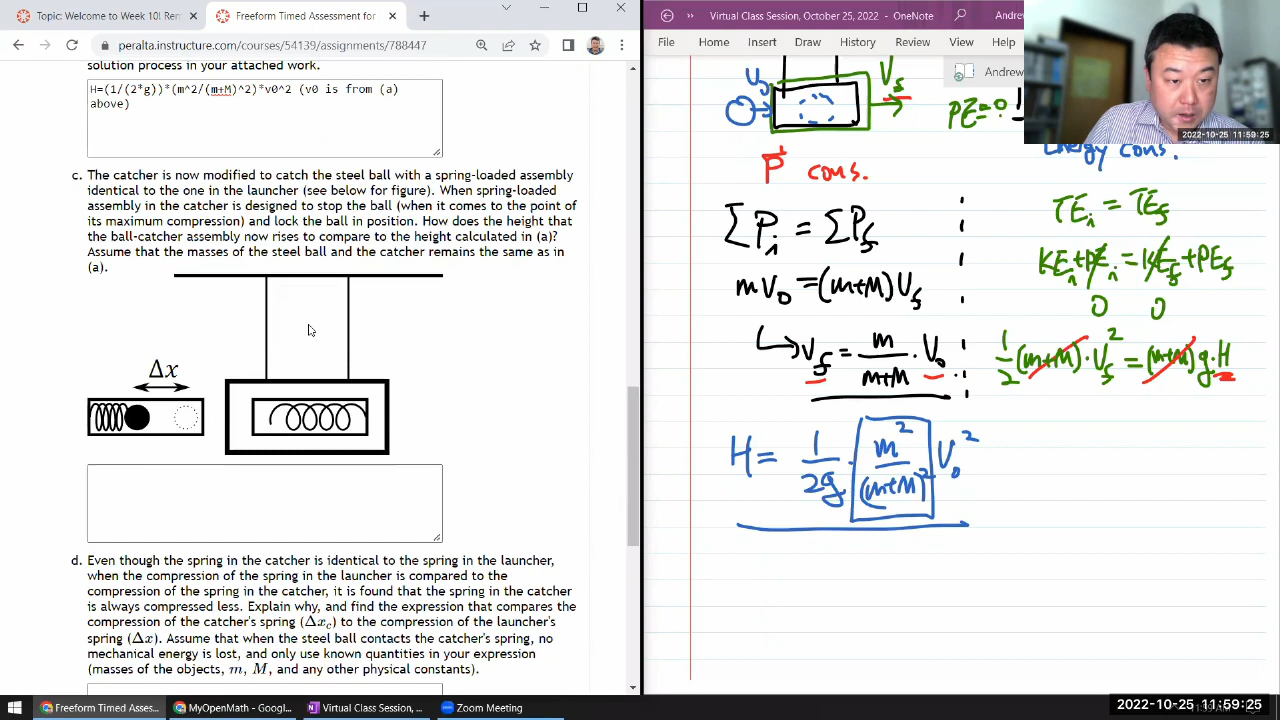 Topic: Welcome to Week 10! Rem
Freeform Timed Assessment for
peralta.instructure.com/courses/54139/assignments/788447
solution process in your attached work.
H=(1/(2*g))*(m^2/(m+M)^2)*v0^2 (v0 is from (a)
above)
c. The catcher is now modified to catch the steel ball with a spring-loaded assembly
identical to the one in the launcher (see below for figure). When spring-loaded
assembly in the catcher is designed to stop the ball (when it comes to the point of
its maximum compression) and lock the ball in position. How does the height that
the ball-catcher assembly now rises to compare to the height calculated in (a)?
Assume that the masses of the steel ball and the catcher remains the same as in
(a).
Δx
d. Even though the spring in the catcher is identical to the spring in the launcher,
when the compression of the spring in the launcher is compared to the
compression of the spring in the catcher, it is found that the spring in the catcher
is always compressed less. Explain why, and find the expression that compares the
compression of the catcher's spring (Δx_c) to the compression of the launcher's
spring (Δx). Assume that when the steel ball contacts the catcher's spring, no
mechanical energy is lost, and only use known quantities in your expression
(masses of the objects, m, M, and any other physical constants).
Virtual Class Session, October 25, 2022 - OneNote
Andrew
File Home Insert Draw History Review View Help
Andrew
V_0
V_f
PE=0
P cons.
Energy cons.
ΣP_i = ΣP_f
mV_0 = (m+M)V_f
V_f = m/(m+M) · V_0
TE_i = TE_f
KE_i+PE_i = KE_f+PE_f
0 0
1/2 (m+M)·V_f^2 = (m+M)g·H
H = 1/2g · m^2/(m+M)^2 V_0^2
2022-10-25 11:59:25
Freeform Timed Asses...
MyOpenMath - Googl...
Virtual Class Session, ...
Zoom Meeting
2022-10-25 11:59:25